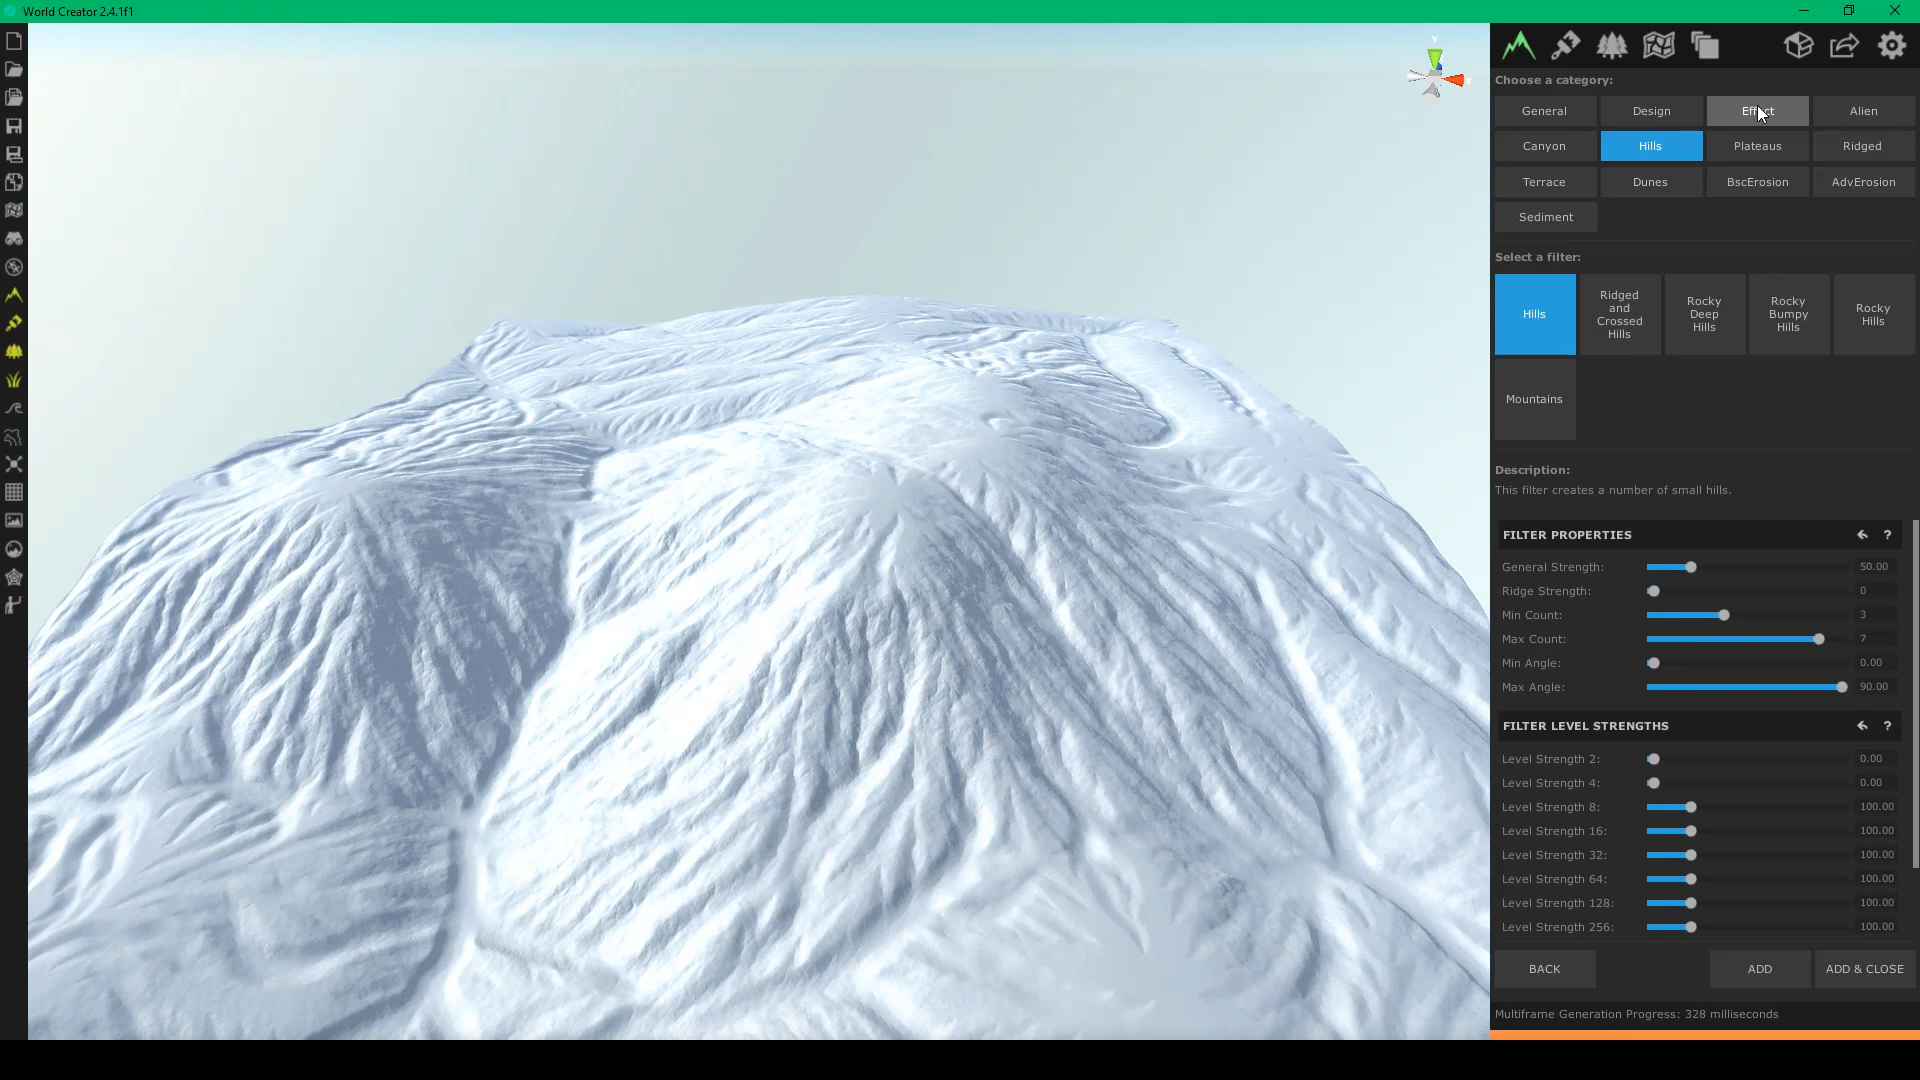 World Creator 2.4.1f1
Y
Choose a category:
General Design Effect Alien
Canyon Hills Plateaus Ridged
Terrace Dunes BscErosion AdvErosion
Sediment
Select a filter:
Hills
Ridged
and
Crossed
Hills
Rocky
Deep
Hills
Rocky
Bumpy
Hills
Rocky
Hills
Mountains
Description:
This filter creates a number of small hills.
FILTER PROPERTIES ?
General Strength: 50.00
Ridge Strength: 0
Min Count: 3
Max Count: 7
Min Angle: 0.00
Max Angle: 90.00
FILTER LEVEL STRENGTHS ?
Level Strength 2: 0.00
Level Strength 4: 0.00
Level Strength 8: 100.00
Level Strength 16: 100.00
Level Strength 32: 100.00
Level Strength 64: 100.00
Level Strength 128: 100.00
Level Strength 256: 100.00
BACK ADD ADD & CLOSE
Multiframe Generation Progress: 328 milliseconds